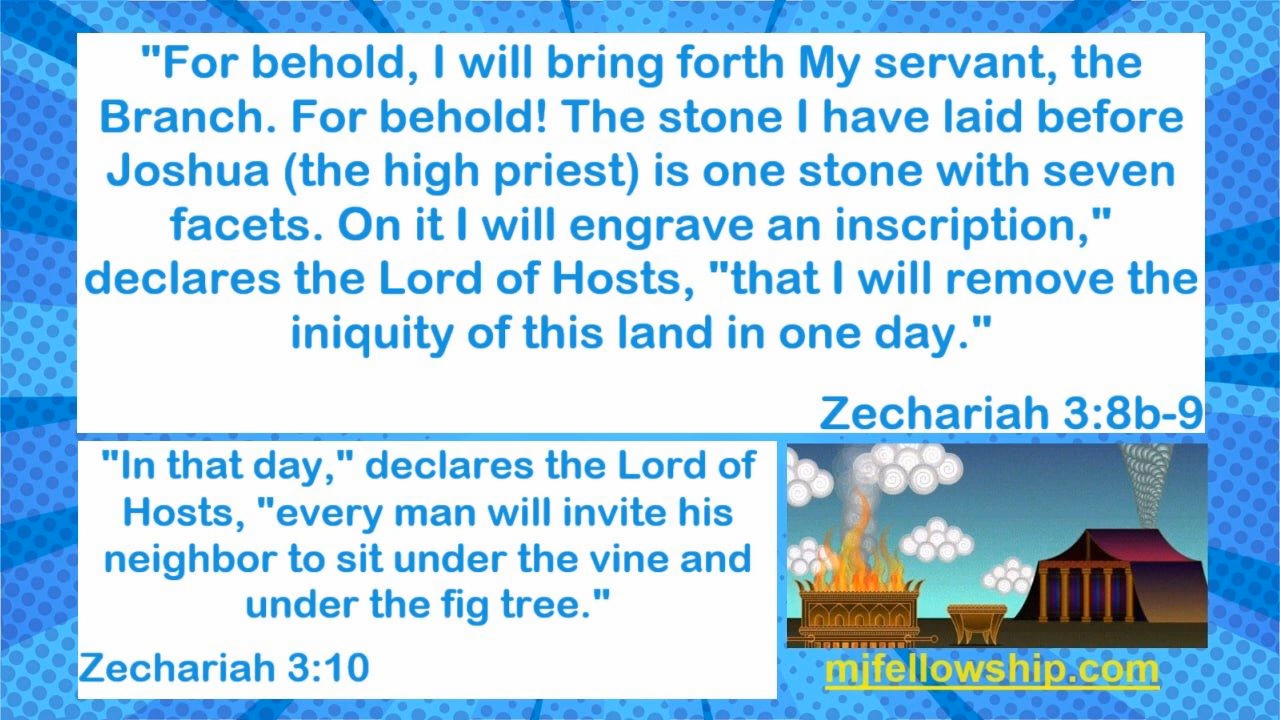 "For behold, I will bring forth My servant, the
Branch. For behold! The stone I have laid before
Joshua (the high priest) is one stone with seven
facets. On it I will engrave an inscription,"
declares the Lord of Hosts, "that I will remove the
iniquity of this land in one day."
Zechariah 3:8b-9
"In that day," declares the Lord of
Hosts, "every man will invite his
neighbor to sit under the vine and
under the fig tree."
Zechariah 3:10
mjfellowship.com